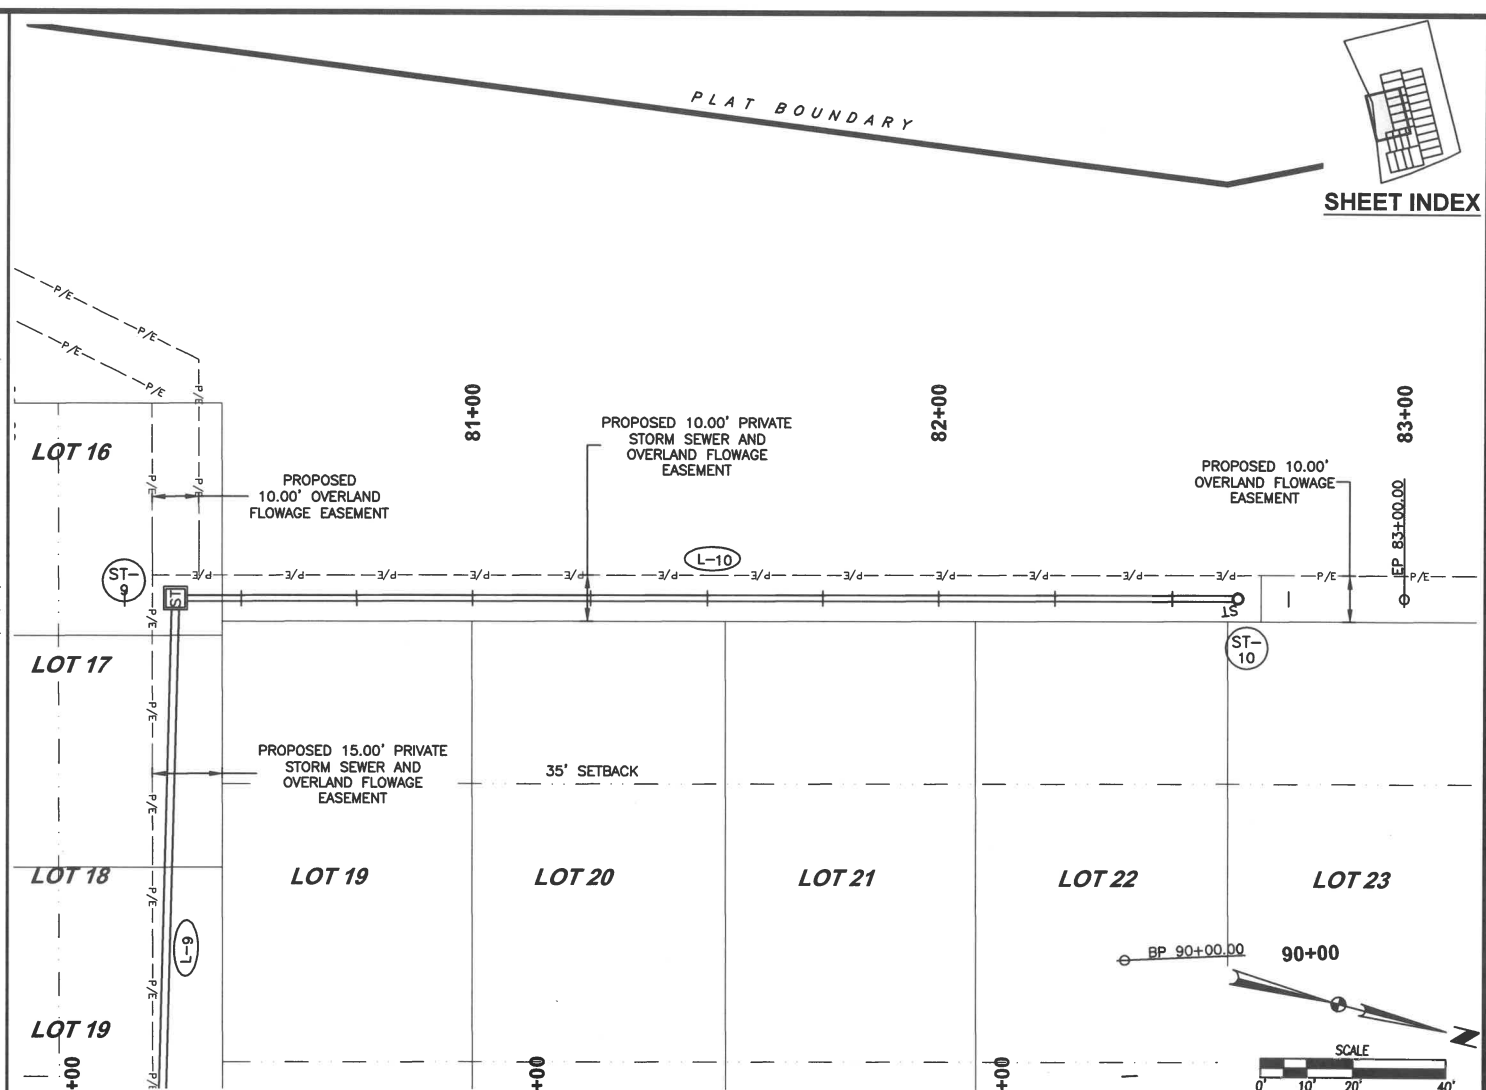 PLAT BOUNDARY
SHEET INDEX
P/E
P/E
P/E
P/E
P/E
81+00
82+00
83+00
PROPOSED 10.00' PRIVATE
STORM SEWER AND
OVERLAND FLOWAGE
EASEMENT
LOT 16
PROPOSED
10.00' OVERLAND
FLOWAGE EASEMENT
P/E
P/E
PROPOSED 10.00'
OVERLAND FLOWAGE
EASEMENT
EP 83+00.00
L-10
ST-
9
P/E
P/E
P/E
P/E
P/E
P/E
P/E
P/E
P/E
P/E
P/E
P/E
P/E
P/E
ST
ST
P/E
ST-
10
LOT 17
P/E
PROPOSED 15.00' PRIVATE
STORM SEWER AND
OVERLAND FLOWAGE
EASEMENT
35' SETBACK
P/E
LOT 18
LOT 19
LOT 20
LOT 21
LOT 22
LOT 23
P/E
L-9
BP 90+00.00
90+00
P/E
LOT 19
N
SCALE
+00
+00
+00
P/E
0'
10'
20'
40'